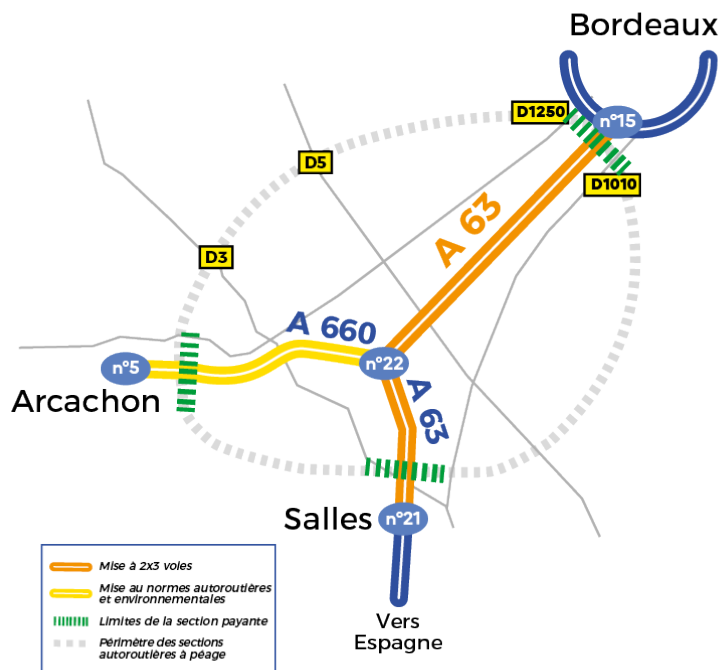 Bordeaux
D1250
n°15
D5
D1010
A 63
D3
A 660
n°5
n°22
Arcachon
A 63
Salles
n°21
Mise à 2x3 voies
Mise au normes autoroutières
et environnementales
Limites de la section payante
Périmètre des sections
autoroutières à péage
Vers
Espagne